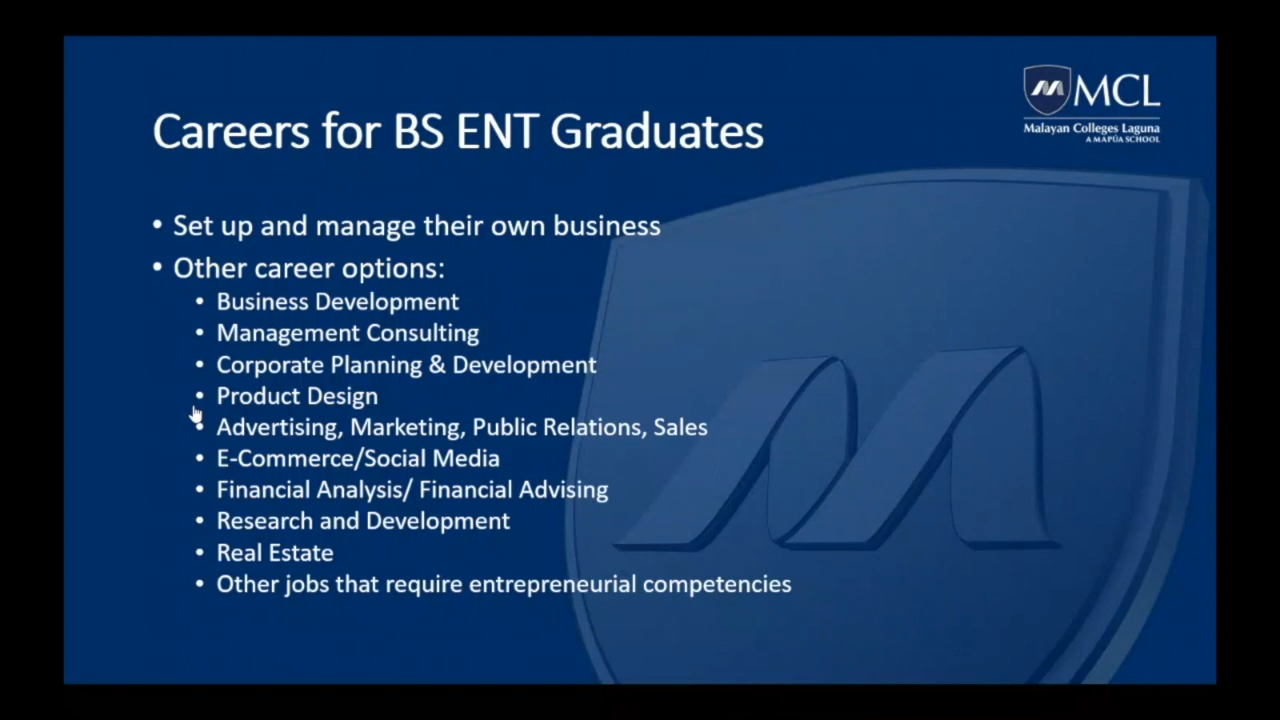 MCL
Malayan Colleges Laguna
A MAPÚA SCHOOL
Careers for BS ENT Graduates
• Set up and manage their own business
• Other career options:
• Business Development
• Management Consulting
• Corporate Planning & Development
• Product Design
• Advertising, Marketing, Public Relations, Sales
• E-Commerce/Social Media
• Financial Analysis/ Financial Advising
• Research and Development
• Real Estate
• Other jobs that require entrepreneurial competencies